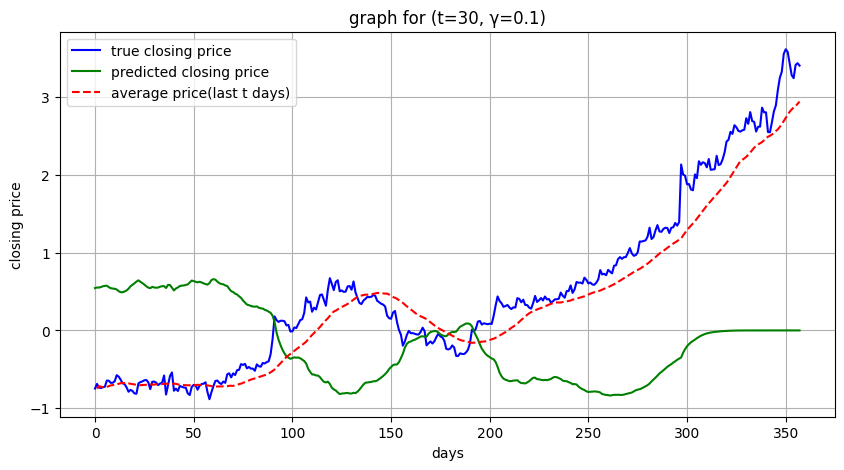 graph for (t=30, γ=0.1)
true closing price
predicted closing price
average price(last t days)
closing price
3
2
1
0
−1
0
50
100
150
200
250
300
350
days